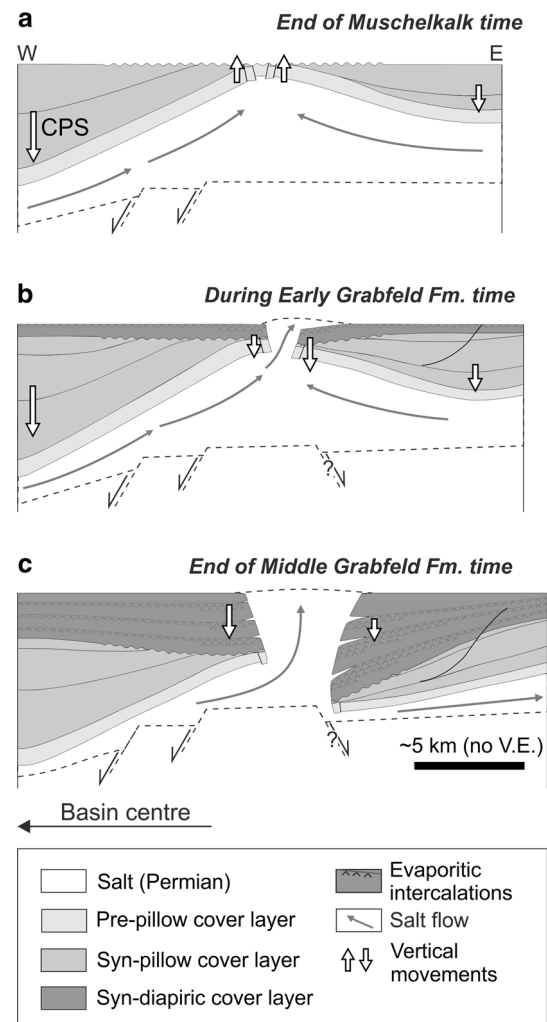 a
End of Muschelkalk time
W
E
CPS
b
During Early Grabfeld Fm. time
?
c
End of Middle Grabfeld Fm. time
?
~5 km (no V.E.)
Basin centre
Salt (Permian)
Pre-pillow cover layer
Syn-pillow cover layer
Syn-diapiric cover layer
Evaporitic
intercalations
Salt flow
Vertical
movements